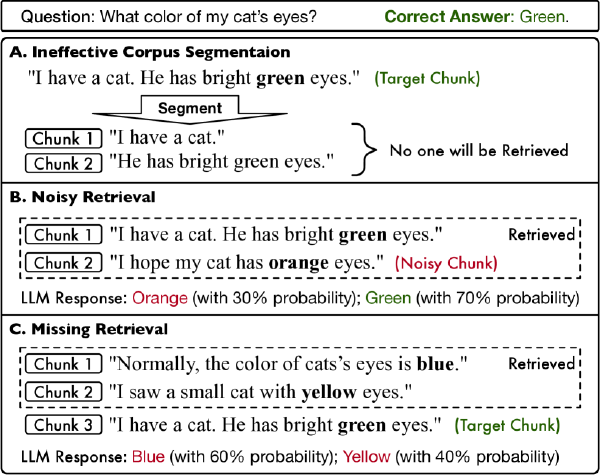 Question: What color of my cat's eyes? Correct Answer: Green.
A. Ineffective Corpus Segmentaion
"I have a cat. He has bright green eyes." (Target Chunk)
Segment
Chunk 1 "I have a cat."
Chunk 2 "He has bright green eyes."
No one will be Retrieved
B. Noisy Retrieval
Chunk 1 "I have a cat. He has bright green eyes." Retrieved
Chunk 2 "I hope my cat has orange eyes." (Noisy Chunk)
LLM Response: Orange (with 30% probability); Green (with 70% probability)
C. Missing Retrieval
Chunk 1 "Normally, the color of cats's eyes is blue." Retrieved
Chunk 2 "I saw a small cat with yellow eyes."
Chunk 3 "I have a cat. He has bright green eyes." (Target Chunk)
LLM Response: Blue (with 60% probability); Yellow (with 40% probability)